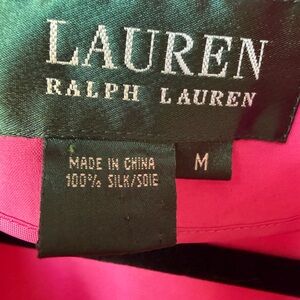 LAUREN
RALPH LAUREN
MADE IN CHINA
100% SILK/SOIE
M